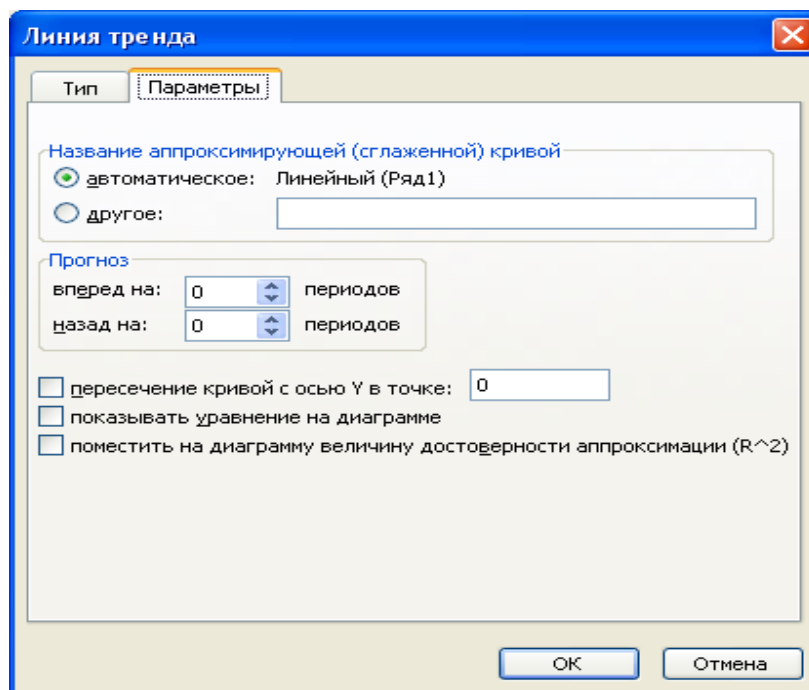 Линия тренда
Тип
Параметры
Название аппроксимирующей (сглаженной) кривой
автоматическое: Линейный (Ряд1)
другое:
Прогноз
вперед на: 0 периодов
назад на: 0 периодов
пересечение кривой с осью Y в точке: 0
показывать уравнение на диаграмме
поместить на диаграмму величину достоверности аппроксимации (R^2)
ОК
Отмена